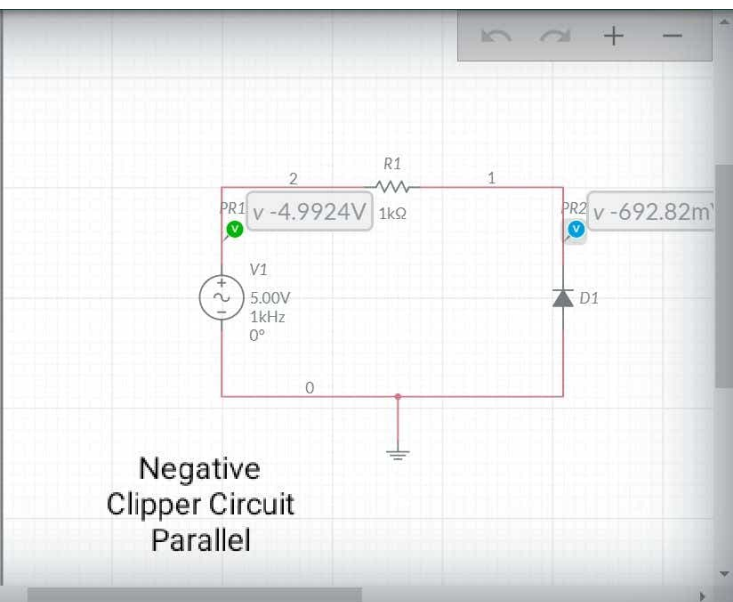 R1
2
1
PR1
v -4.9924V
1kΩ
PR2
v -692.82m
V
V
V1
5.00V
1kHz
0°
D1
0
Negative
Clipper Circuit
Parallel